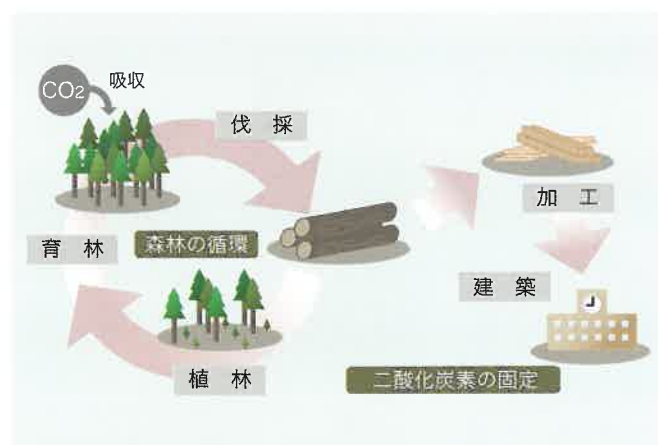 CO2
吸収
伐 採
加 工
育 林
森林の循環
建 築
植 林
二酸化炭素の固定